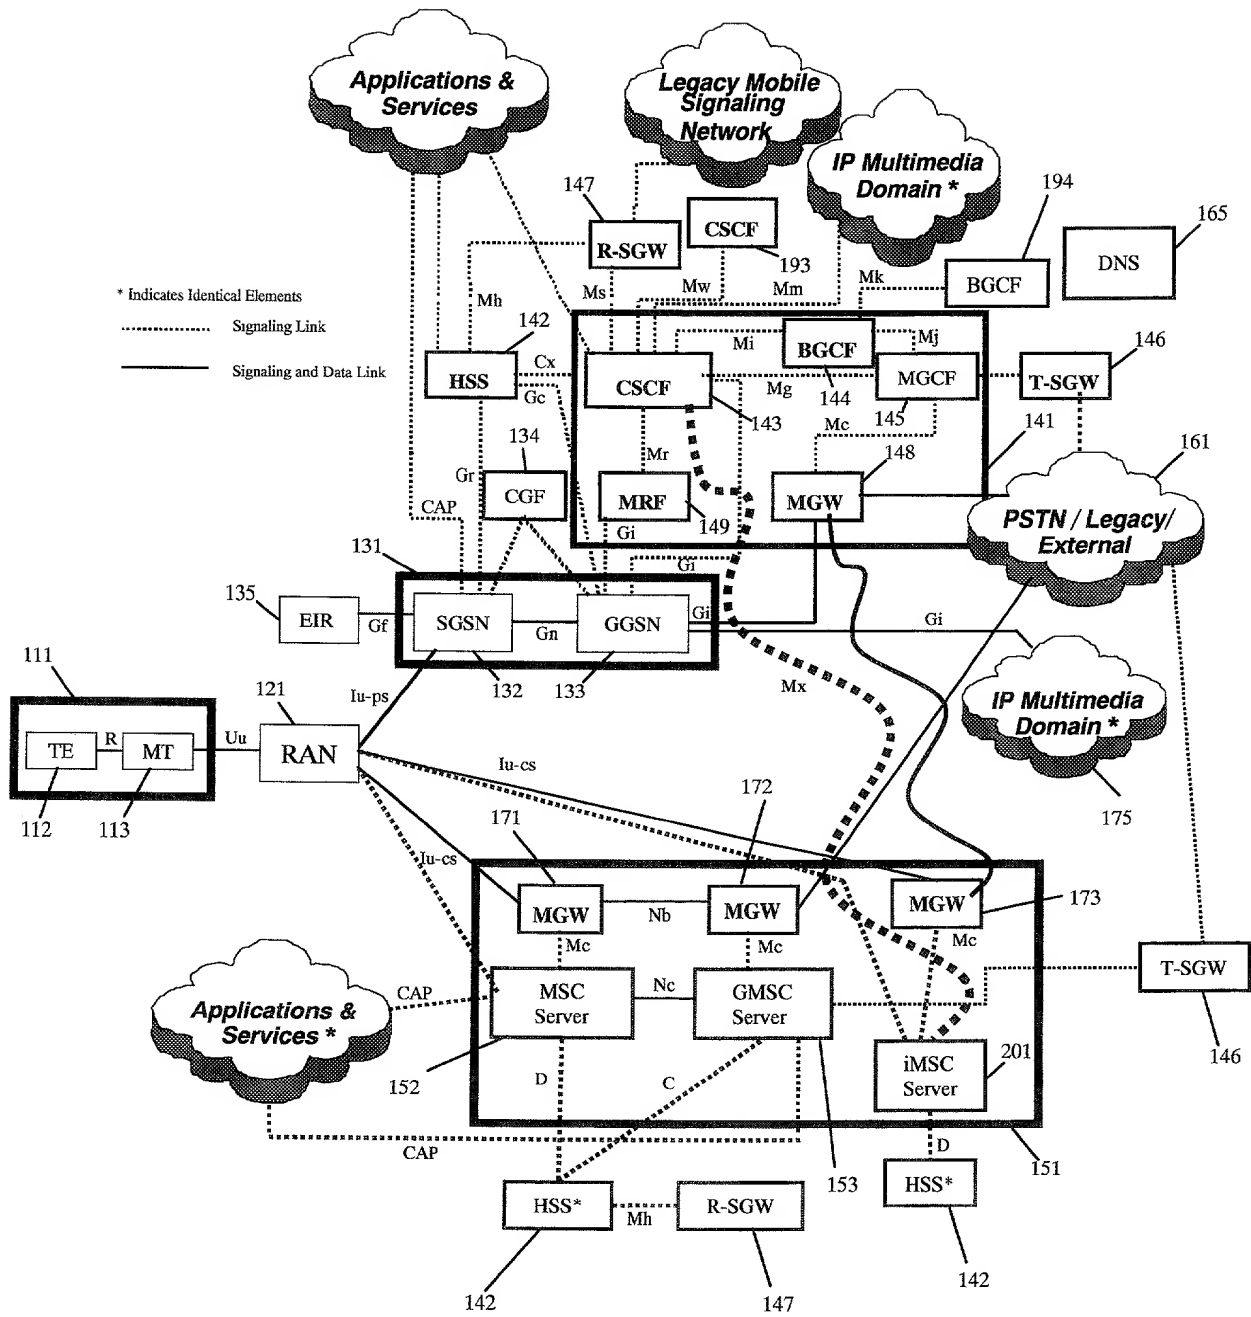 Applications &
Services
Legacy Mobile
Signaling
Network
IP Multimedia
Domain *
147
194
165
CSCF
R-SGW
193
DNS
BGCF
* Indicates Identical Elements
Signaling Link
Signaling and Data Link
Mh
Ms
Mw
Mm
Mk
142
146
Mi
Mj
BGCF
HSS
Cx
Gc
CSCF
Mg
MGCF
T-SGW
144
145
143
Mc
141
134
161
Mr
148
Gr
CGF
MRF
MGW
CAP
149
PSTN / Legacy/
External
131
Gi
Gi
135
EIR
Gf
SGSN
Gn
GGSN
Gi
Gi
111
121
132
133
Iu-ps
Mx
IP Multimedia
Domain *
TE
R
MT
Uu
RAN
Iu-cs
112
113
172
175
171
Iu-cs
MGW
Nb
MGW
MGW
173
Mc
Mc
Mc
T-SGW
CAP
MSC
Server
Nc
GMSC
Server
Applications &
Services *
iMSC
Server
201
146
152
D
C
CAP
D
151
153
HSS*
Mh
R-SGW
HSS*
142
147
142